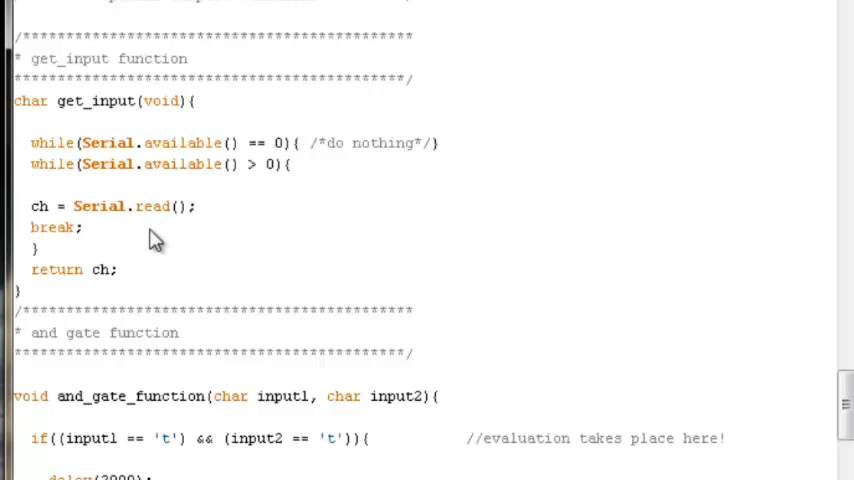 /*********************************************
* get_input function
*********************************************/
char get_input(void){
while(Serial.available() == 0){ /*do nothing*/}
while(Serial.available() > 0){
ch = Serial.read();
break;
}
return ch;
}
/*********************************************
* and gate function
*********************************************/
void and_gate_function(char input1, char input2){
if((input1 == 't') && (input2 == 't')){ //evaluation takes place here!
delay(2000);